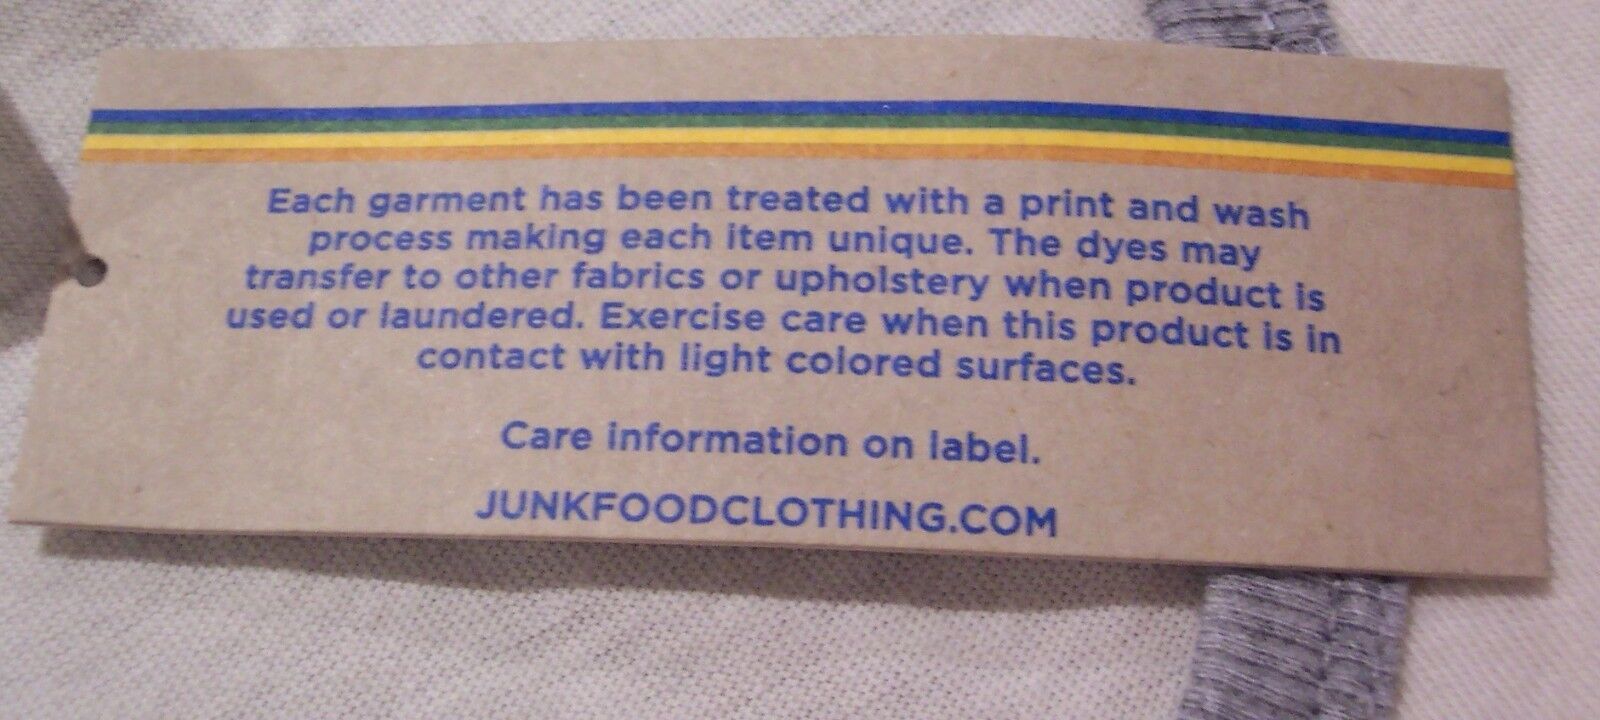 Each garment has been treated with a print and wash
process making each item unique. The dyes may
transfer to other fabrics or upholstery when product is
used or laundered. Exercise care when this product is in
contact with light colored surfaces.
Care information on label.
JUNKFOODCLOTHING.COM